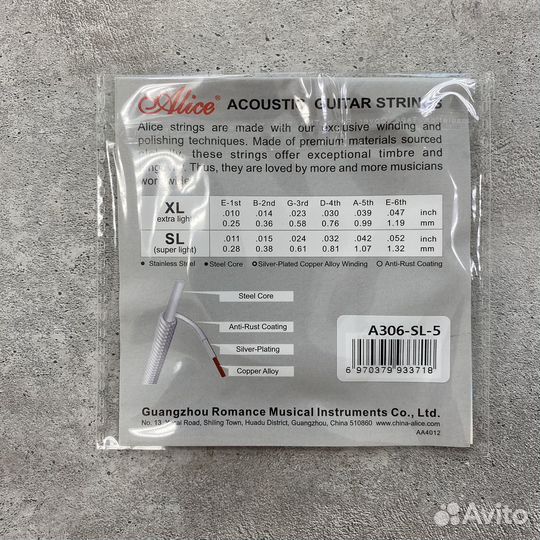 Alice® ACOUSTIC GUITAR STRINGS
Alice strings are made with our exclusive winding and
polishing techniques. Made of premium materials sourced
these strings offer exceptional timbre and
Thus, they are loved by more and more musicians
E-1st B-2nd G-3rd D-4th A-5th E-6th
XL .010 .014 .023 .030 .039 .047 inch
(extra light) 0.25 0.36 0.58 0.76 0.99 1.19 mm
SL .011 .015 .024 .032 .042 .052 inch
(super light) 0.28 0.38 0.61 0.81 1.07 1.32 mm
Stainless Steel Steel Core Silver-Plated Copper Alloy Winding Anti-Rust Coating
Steel Core
Anti-Rust Coating
Silver-Plating
Copper Alloy
A306-SL-5
6 970379 933718
Guangzhou Romance Musical Instruments Co., Ltd.
No. 13, Road, Shiling Town, Huadu District, Guangzhou, China 510860 www.china-alice.com
AA4012
Avito